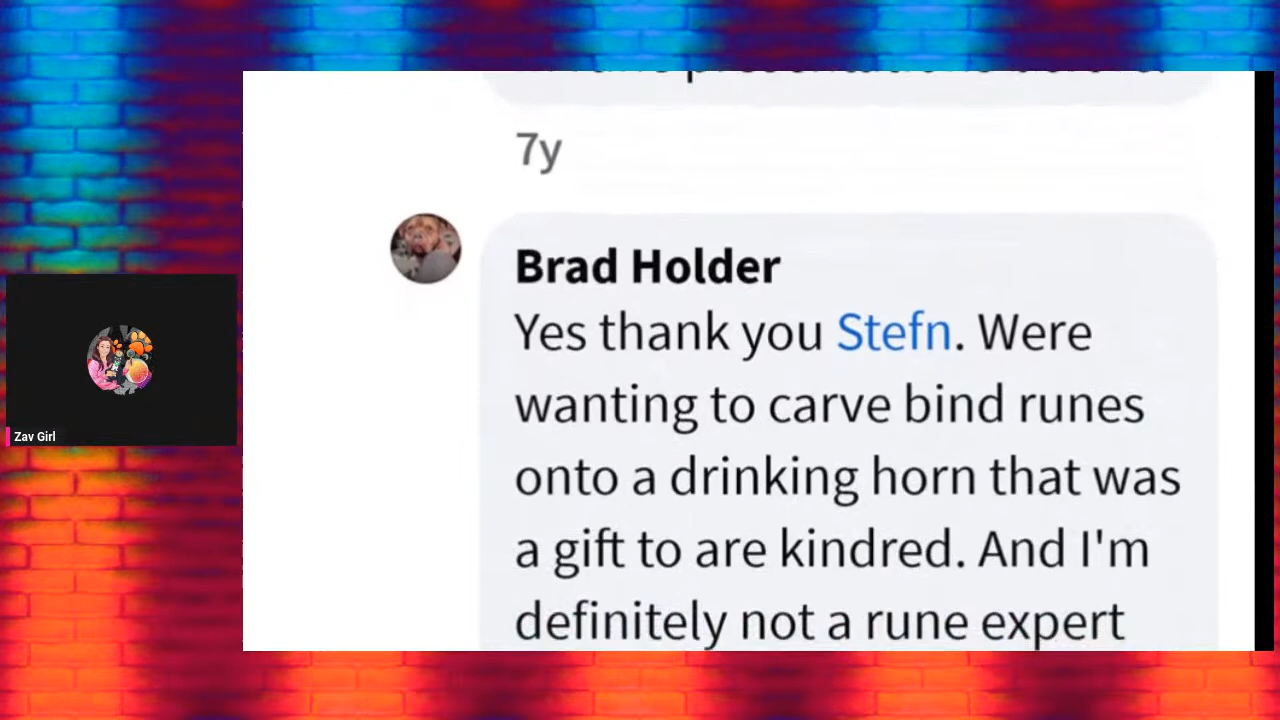 7y
Brad Holder
Yes thank you Stefn. Were
wanting to carve bind runes
onto a drinking horn that was
a gift to are kindred. And I'm
definitely not a rune expert
Zav Girl